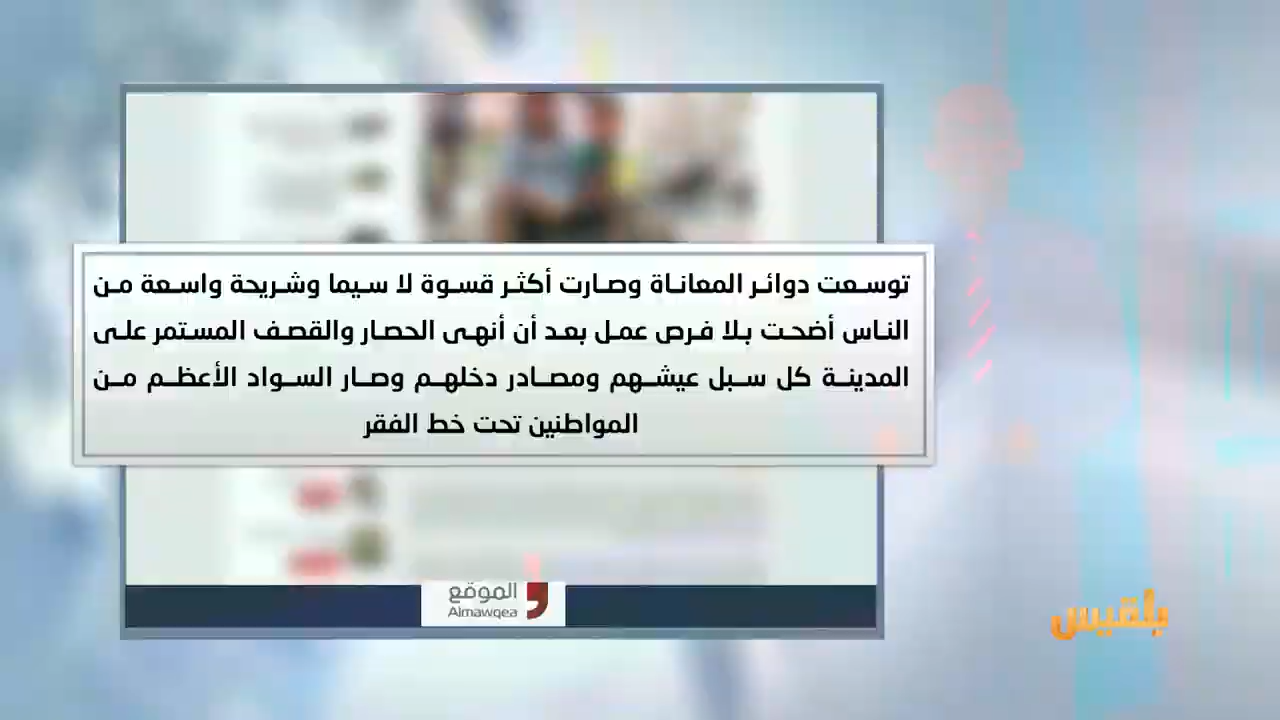 توسعت دوائر المعاناة وصارت أكثر قسوة لا سيما وشريحة واسعة من
الناس أضحت بلا فرص عمل بعد أن أنهى الحصار والقصف المستمر على
المدينة كل سبل عيشهم ومصادر دخلهم وصار السواد الأعظم من
المواطنين تحت خط الفقر
الموقع
Almawqea
بلقيس